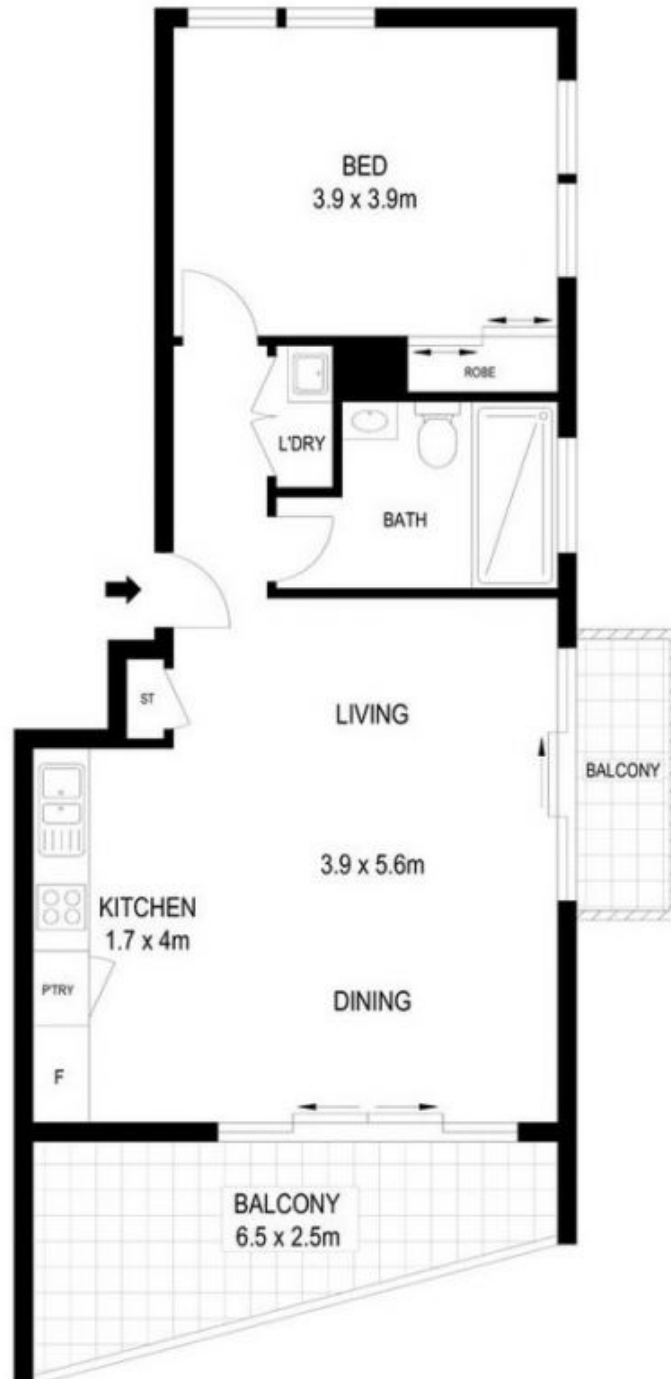 BED
3.9 x 3.9m
ROBE
L'DRY
BATH
ST
LIVING
BALCONY
3.9 x 5.6m
KITCHEN
1.7 x 4m
PTRY
DINING
F
BALCONY
6.5 x 2.5m